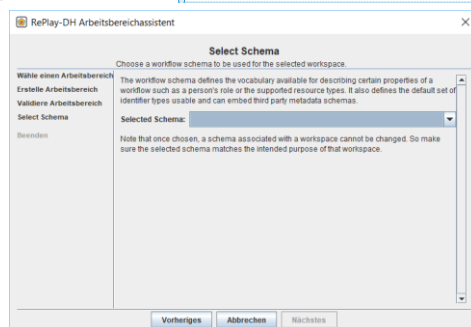 RePlay-DH Arbeitsbereichassistent
Select Schema
Choose a workflow schema to be used for the selected workspace.
Wähle einen Arbeitsbereich
Erstelle Arbeitsbereich
Validiere Arbeitsbereich
Select Schema
Beenden
The workflow schema defines the vocabulary available for describing certain properties of a
workflow such as a person's role or the supported resource types. It also defines the default set of
identifier types usable and can embed third party metadata schemas.
Selected Schema:
Note that once chosen, a schema associated with a workspace cannot be changed. So make
sure the selected schema matches the intended purpose of that workspace.
Vorheriges Abbrechen Nächstes